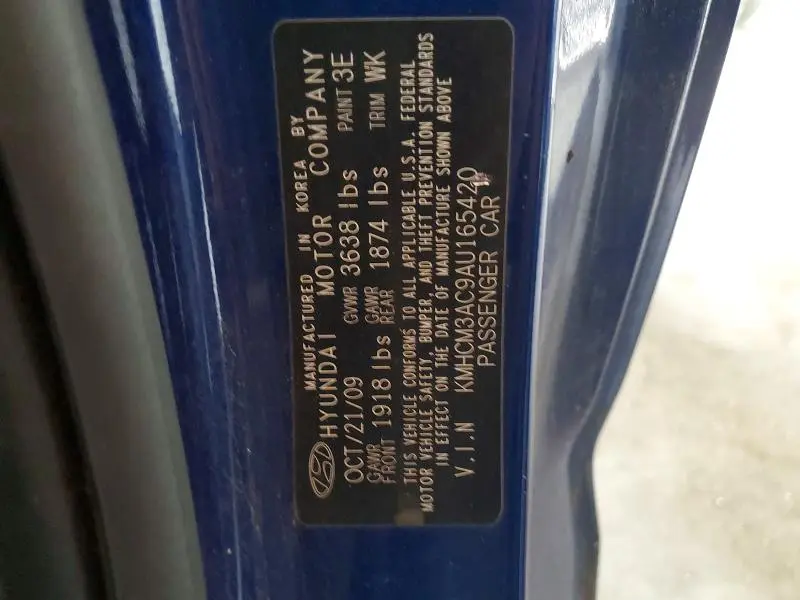 MANUFACTURED IN KOREA BY
HYUNDAI MOTOR COMPANY
OCT/21/09 GVWR 3638 lbs PAINT 3E
GAWR FRONT 1918 lbs GAWR REAR 1874 lbs TRIM WK
THIS VEHICLE CONFORMS TO ALL APPLICABLE U.S.A. FEDERAL
MOTOR VEHICLE SAFETY, BUMPER, AND THEFT PREVENTION STANDARDS
IN EFFECT ON THE DATE OF MANUFACTURE SHOWN ABOVE
V.I.N KMHCM3AC9AU165420
PASSENGER CAR